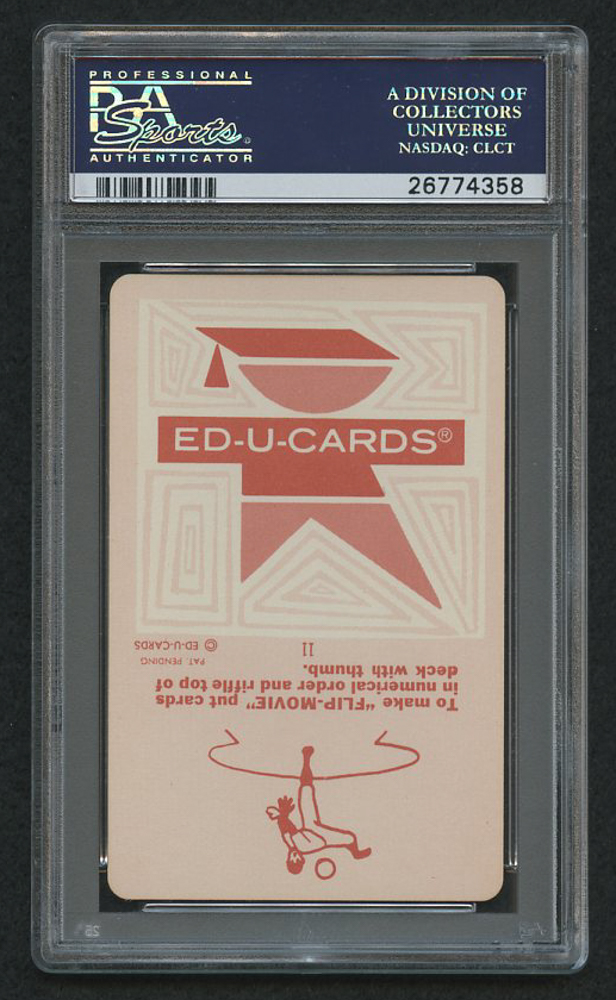 PROFESSIONAL
PSA
Sports
AUTHENTICATOR
A DIVISION OF
COLLECTORS
UNIVERSE
NASDAQ: CLCT
26774358
ED-U-CARDS®
To make "FLIP-MOVIE" put cards
in numerical order and riffle top of
deck with thumb.
11
PAT. PENDING
© ED-U-CARDS